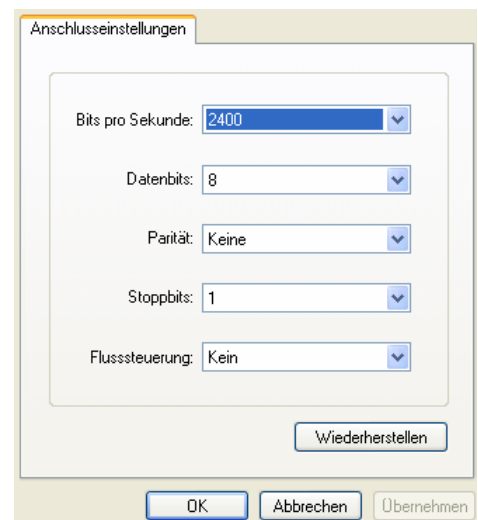 Anschlusseinstellungen
Bits pro Sekunde: 2400
Datenbits: 8
Parität: Keine
Stoppbits: 1
Flusssteuerung: Kein
Wiederherstellen
OK Abbrechen Übernehmen